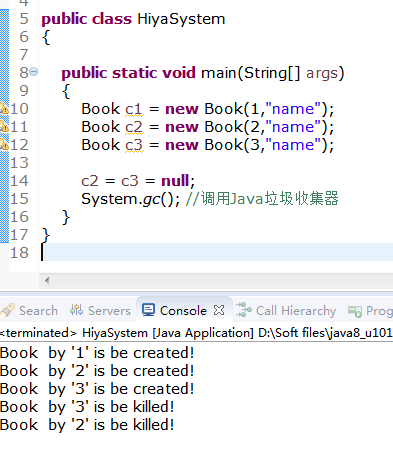 4
5 public class HiyaSystem
6 {
7
8 public static void main(String[] args)
9 {
10 Book c1 = new Book(1,"name");
11 Book c2 = new Book(2,"name");
12 Book c3 = new Book(3,"name");
13
14 c2 = c3 = null;
15 System.gc(); //调用Java垃圾收集器
16 }
17 }
18
Search Servers Console Call Hierarchy Prog
<terminated> HiyaSystem [Java Application] D:\Soft files\java8_u101
Book by '1' is be created!
Book by '2' is be created!
Book by '3' is be created!
Book by '3' is be killed!
Book by '2' is be killed!